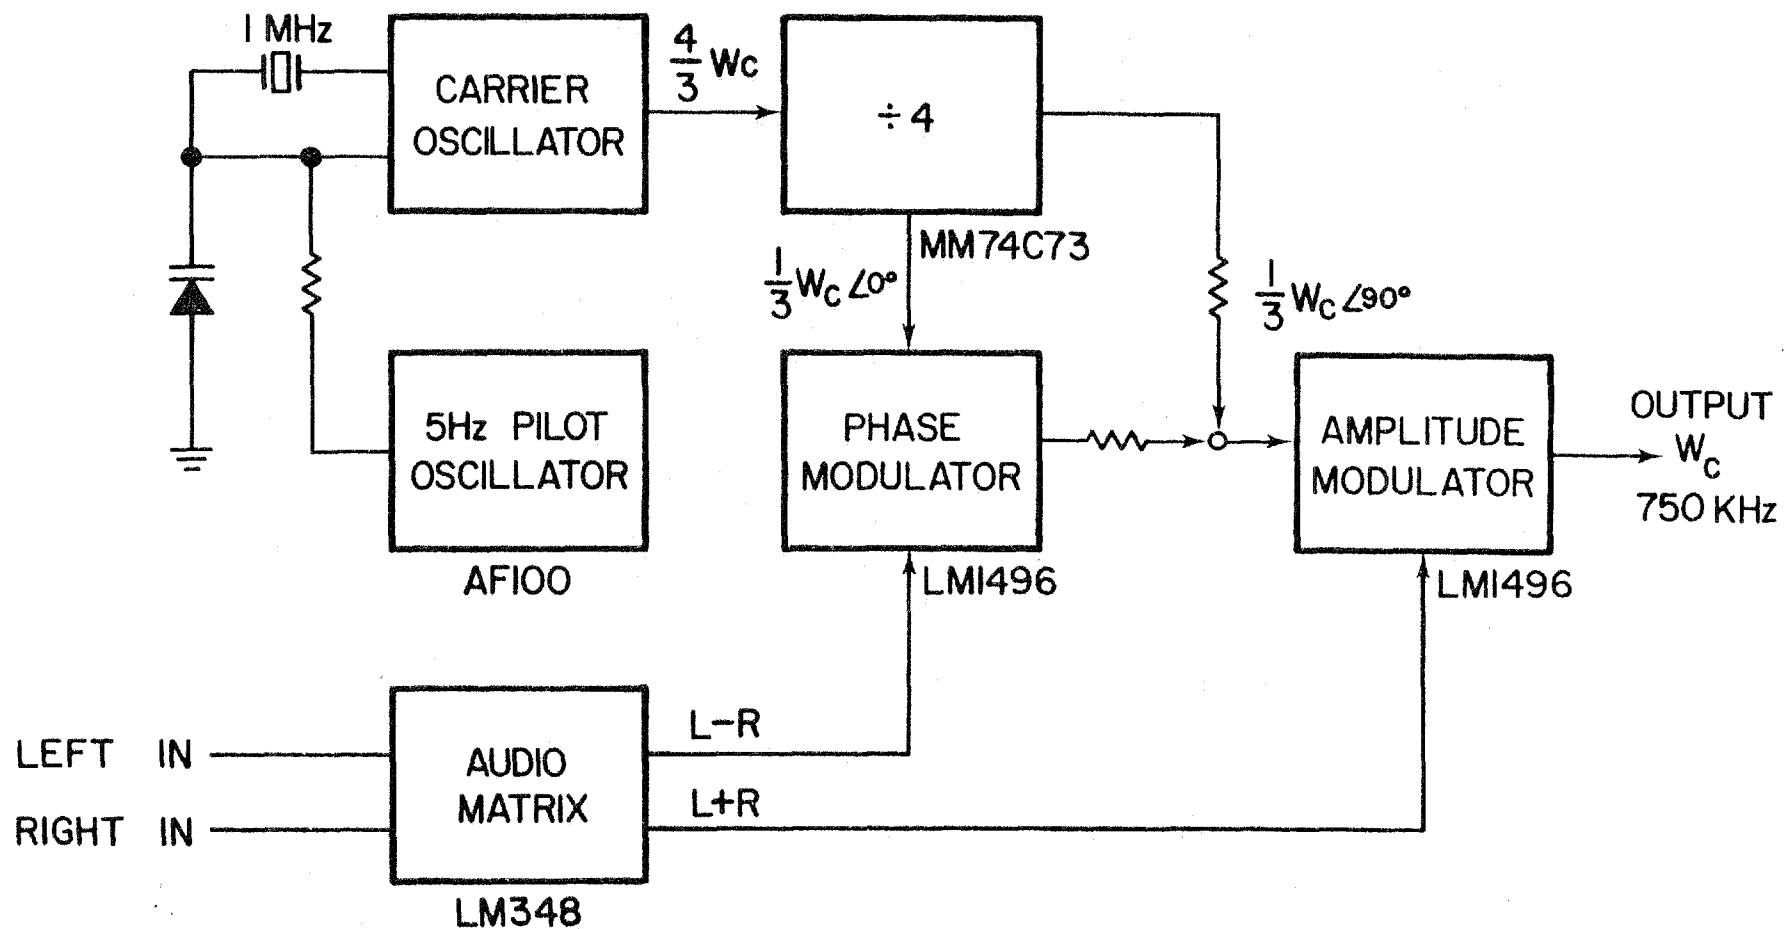 1 MHz
CARRIER
OSCILLATOR
4/3 Wc
÷4
MM74C73
1/3 Wc ∠0°
1/3 Wc ∠90°
5Hz PILOT
OSCILLATOR
AF100
PHASE
MODULATOR
LM1496
AMPLITUDE
MODULATOR
LM1496
OUTPUT
Wc
750 KHz
LEFT IN
RIGHT IN
AUDIO
MATRIX
LM348
L-R
L+R